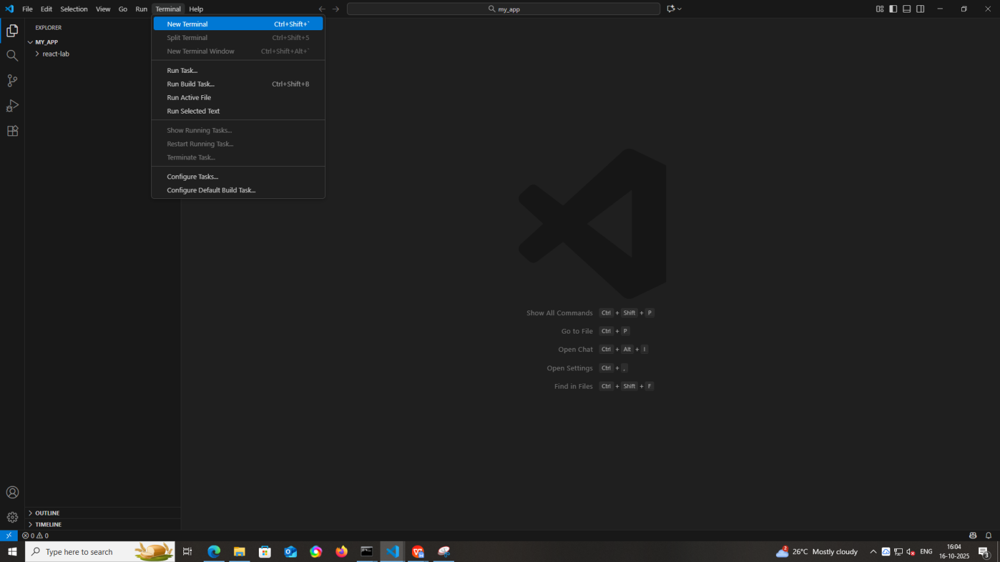 File Edit Selection View Go Run Terminal Help
my_app
EXPLORER
MY_APP
react-lab
New Terminal Ctrl+Shift+`
Split Terminal Ctrl+Shift+5
New Terminal Window Ctrl+Shift+Alt+`
Run Task...
Run Build Task... Ctrl+Shift+B
Run Active File
Run Selected Text
Show Running Tasks...
Restart Running Task...
Terminate Task...
Configure Tasks...
Configure Default Build Task...
Show All Commands Ctrl + Shift + P
Go to File Ctrl + P
Open Chat Ctrl + Alt + I
Open Settings Ctrl + ,
Find in Files Ctrl + Shift + F
OUTLINE
TIMELINE
0 0
Type here to search
2
26°C Mostly cloudy
ENG
16:04
16-10-2025
3